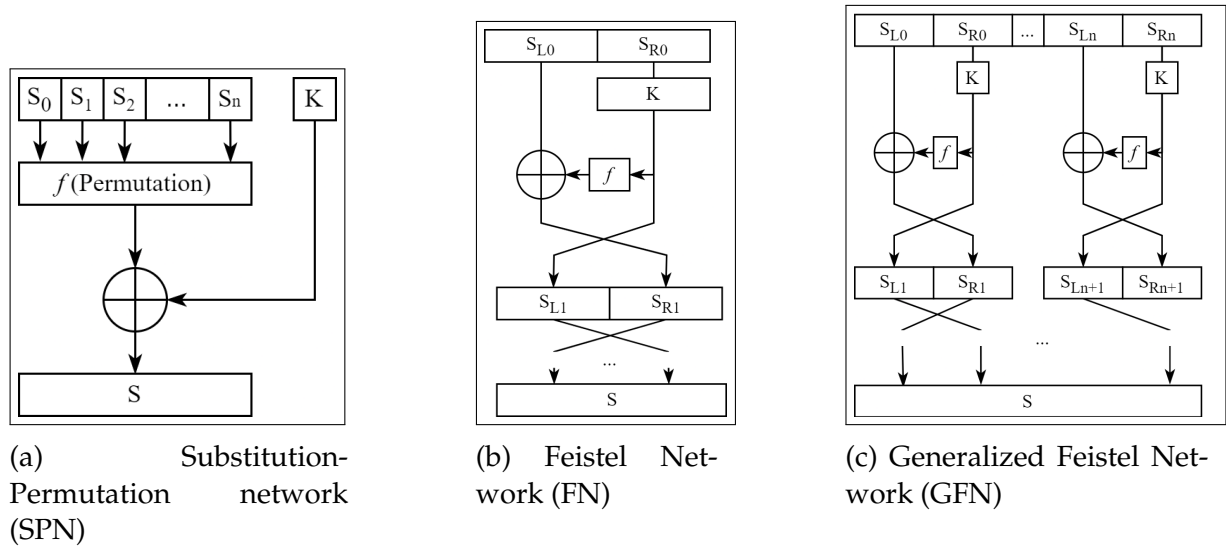 S0 S1 S2 ... Sn K
f (Permutation)
S
(a) Substitution-
Permutation network
(SPN)
SL0 SR0
K
f
SL1 SR1
...
S
(b) Feistel Net-
work (FN)
SL0 SR0 ... SLn SRn
K K
f f
SL1 SR1 SLn+1 SRn+1
...
S
(c) Generalized Feistel Net-
work (GFN)